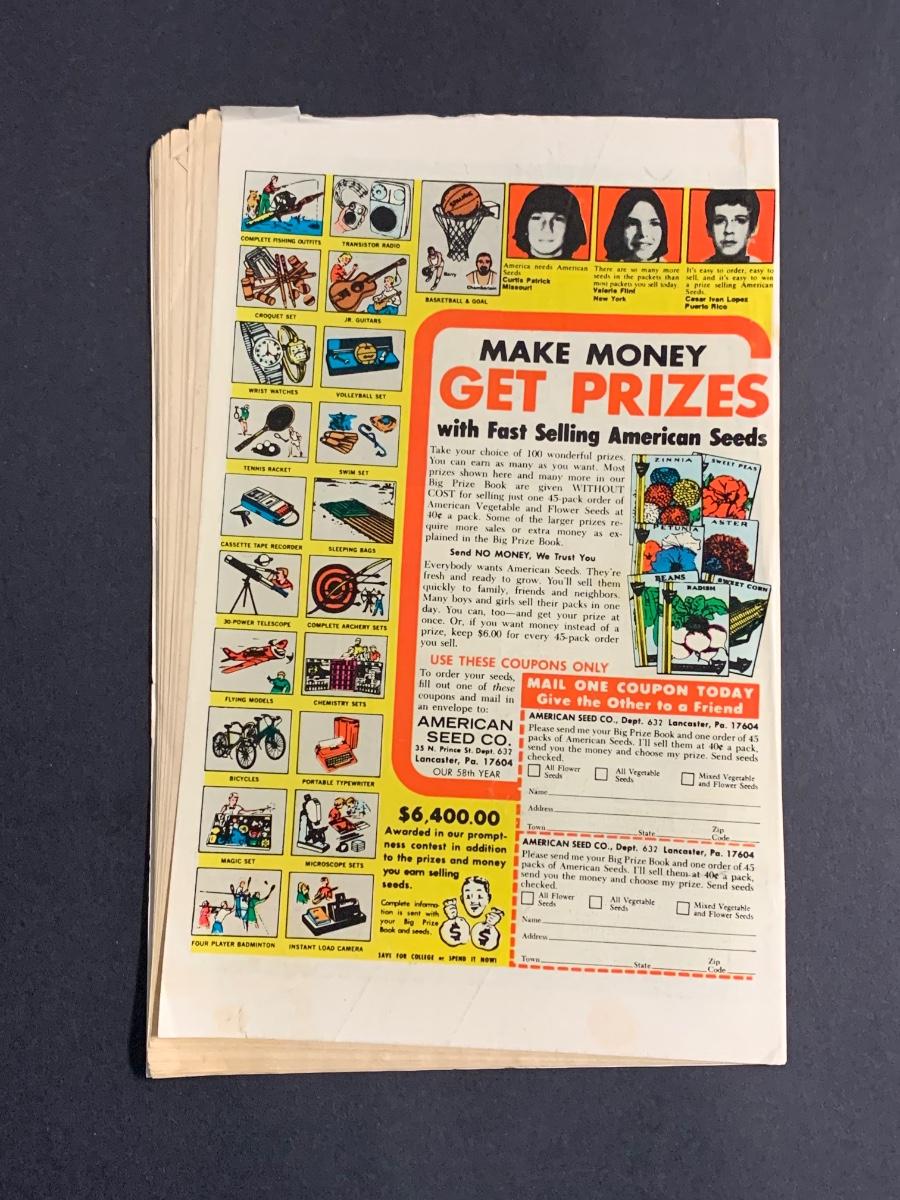 COMPLETE FISHING OUTFITS
TRANSISTOR RADIO
CROQUET SET
JR. GUITARS
WRIST WATCHES
VOLLEYBALL SET
TENNIS RACKET
SWIM SET
CASSETTE TAPE RECORDER
SLEEPING BAGS
30-POWER TELESCOPE
COMPLETE ARCHERY SETS
FLYING MODELS
CHEMISTRY SETS
BICYCLES
PORTABLE TYPEWRITER
MAGIC SET
MICROSCOPE SETS
FOUR PLAYER BADMINTON
INSTANT LOAD CAMERA
SPALDING
Barry
Chamberlain
BASKETBALL & GOAL
America needs American
Seeds
Curtis Patrick
Missouri
There are so many more
seeds in the packets than
most packets you sell today.
Valerie Flint
New York
It's easy to order, easy to
sell, and it's easy to win
a prize selling American
Seeds.
Cesar Ivan Lopez
Puerto Rico
MAKE MONEY
GET PRIZES
with Fast Selling American Seeds
Take your choice of 100 wonderful prizes.
You can earn as many as you want. Most
prizes shown here and many more in our
Big Prize Book are given WITHOUT
COST for selling just one 45-pack order of
American Vegetable and Flower Seeds at
40¢ a pack. Some of the larger prizes re-
quire more sales or extra money as ex-
plained in the Big Prize Book.
Send NO MONEY, We Trust You
Everybody wants American Seeds. They're
fresh and ready to grow. You'll sell them
quickly to family, friends and neighbors.
Many boys and girls sell their packs in one
day. You can, too—and get your prize at
once. Or, if you want money instead of a
prize, keep $6.00 for every 45-pack order
you sell.
ZINNIA
SWEET PEAS
PETUNIA
ASTER
BEANS
RADISH
SWEET CORN
USE THESE COUPONS ONLY
To order your seeds,
fill out one of these
coupons and mail in
an envelope to:
AMERICAN
SEED CO.
35 N. Prince St. Dept. 632
Lancaster, Pa. 17604
OUR 58th YEAR
$6,400.00
Awarded in our prompt-
ness contest in addition
to the prizes and money
you earn selling
seeds.
Complete informa-
tion is sent with
your Big Prize
Book and seeds.
$ $
SAVE FOR COLLEGE or SPEND IT NOW!
MAIL ONE COUPON TODAY
Give the Other to a Friend
AMERICAN SEED CO., Dept. 632 Lancaster, Pa. 17604
Please send me your Big Prize Book and one order of 45
packs of American Seeds. I'll sell them at 40¢ a pack,
send you the money and choose my prize. Send seeds
checked.
All Flower
Seeds
All Vegetable
Seeds
Mixed Vegetable
and Flower Seeds
Name
Address
Town State Zip
Code
AMERICAN SEED CO., Dept. 632 Lancaster, Pa. 17604
Please send me your Big Prize Book and one order of 45
packs of American Seeds. I'll sell them at 40¢ a pack,
send you the money and choose my prize. Send seeds
checked.
All Flower
Seeds
All Vegetable
Seeds
Mixed Vegetable
and Flower Seeds
Name
Address
Town State Zip
Code